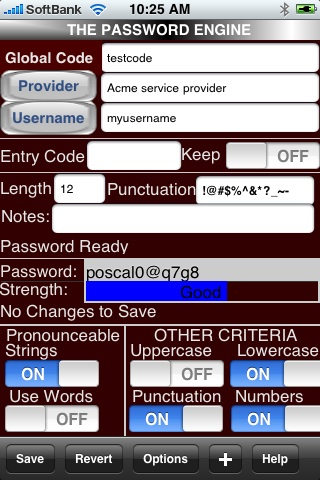 SoftBank 10:25 AM
THE PASSWORD ENGINE
Global Code testcode
Provider Acme service provider
Username myusername
Entry Code Keep OFF
Length 12 Punctuation !@#$%^&*?_~-
Notes:
Password Ready
Password: poscal0@q7g8
Strength: Good
No Changes to Save
Pronounceable Strings OTHER CRITERIA
Uppercase Lowercase
ON OFF ON
Use Words Punctuation Numbers
OFF ON ON
Save Revert Options + Help